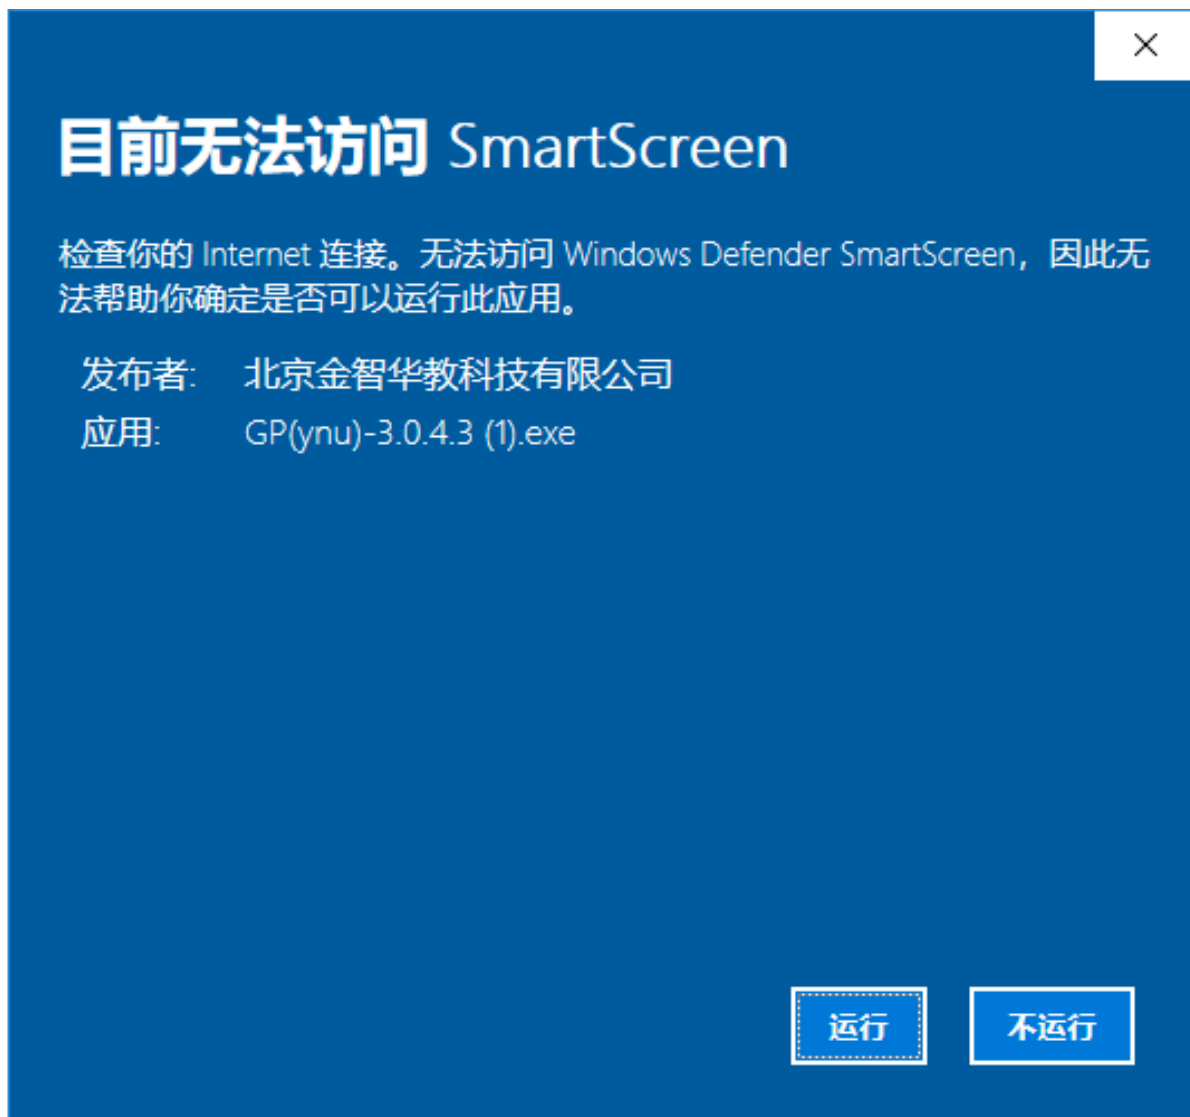 目前无法访问 SmartScreen
检查你的 Internet 连接。无法访问 Windows Defender SmartScreen，因此无
法帮助你确定是否可以运行此应用。
发布者: 北京金智华教科技有限公司
应用: GP(ynu)-3.0.4.3 (1).exe
运行 不运行